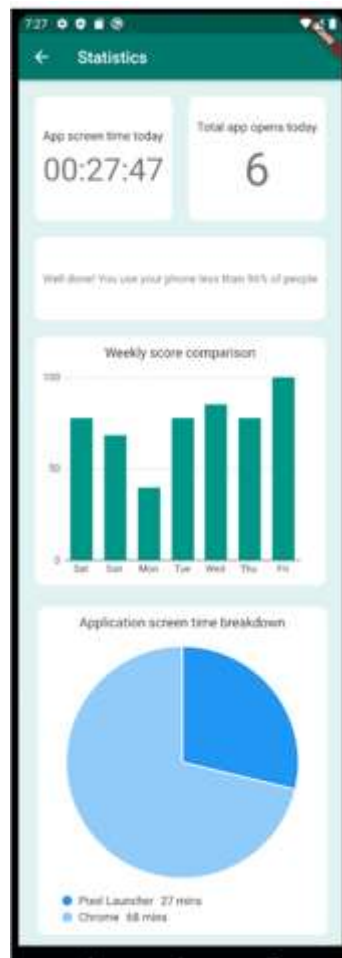 7:27
Statistics
App screen time today
00:27:47
Total app opens today
6
Well done! You use your phone less than 96% of people
Weekly score comparison
100
50
0
Sat Sun Mon Tue Wed Thu Fri
Application screen time breakdown
Pixel Launcher 27 mins
Chrome 68 mins